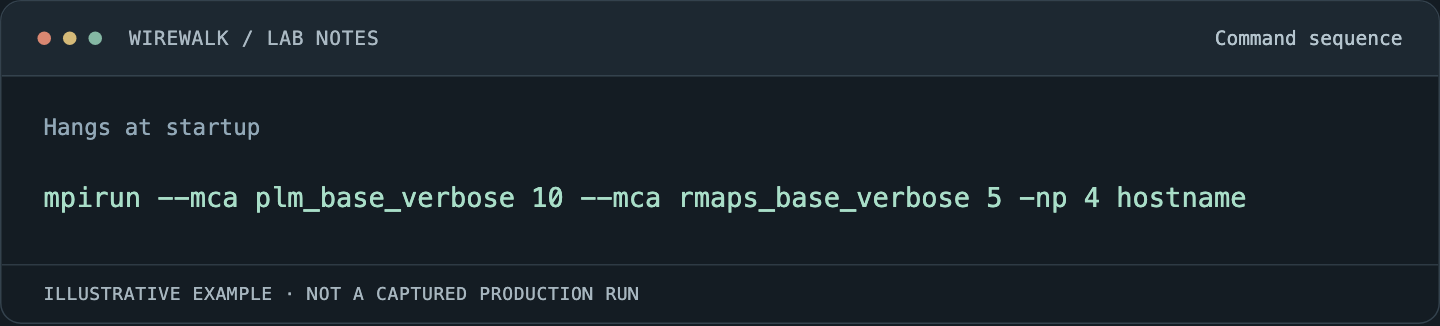 WIREWALK / LAB NOTES
Command sequence
Hangs at startup
mpirun --mca plm_base_verbose 10 --mca rmaps_base_verbose 5 -np 4 hostname
ILLUSTRATIVE EXAMPLE · NOT A CAPTURED PRODUCTION RUN